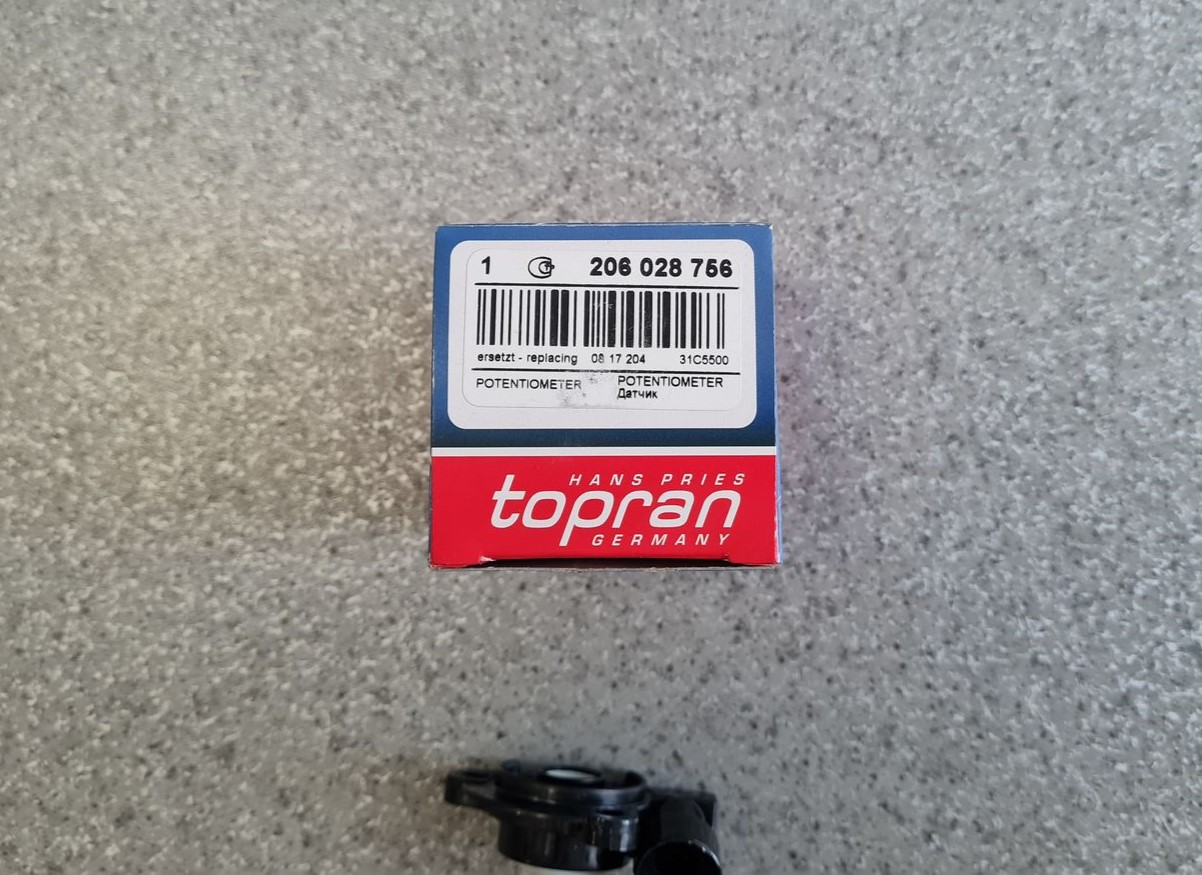 1 206 028 756
ersetzt - replacing 08 17 204 31C5500
POTENTIOMETER POTENTIOMETER
Датчик
HANS PRIES
topran
GERMANY